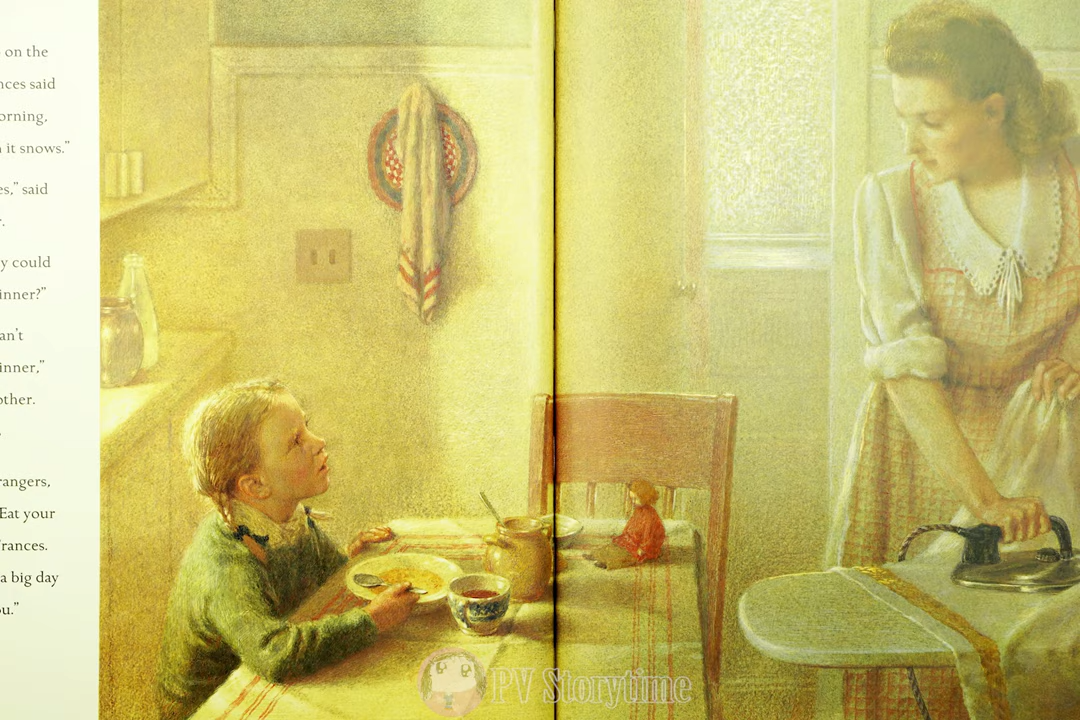 on the
nces said
orning,
it snows."
es," said
r.
y could
inner?"
an't
inner,"
other.
rangers,
Eat your
rances.
a big day
ou."
PV Storytime